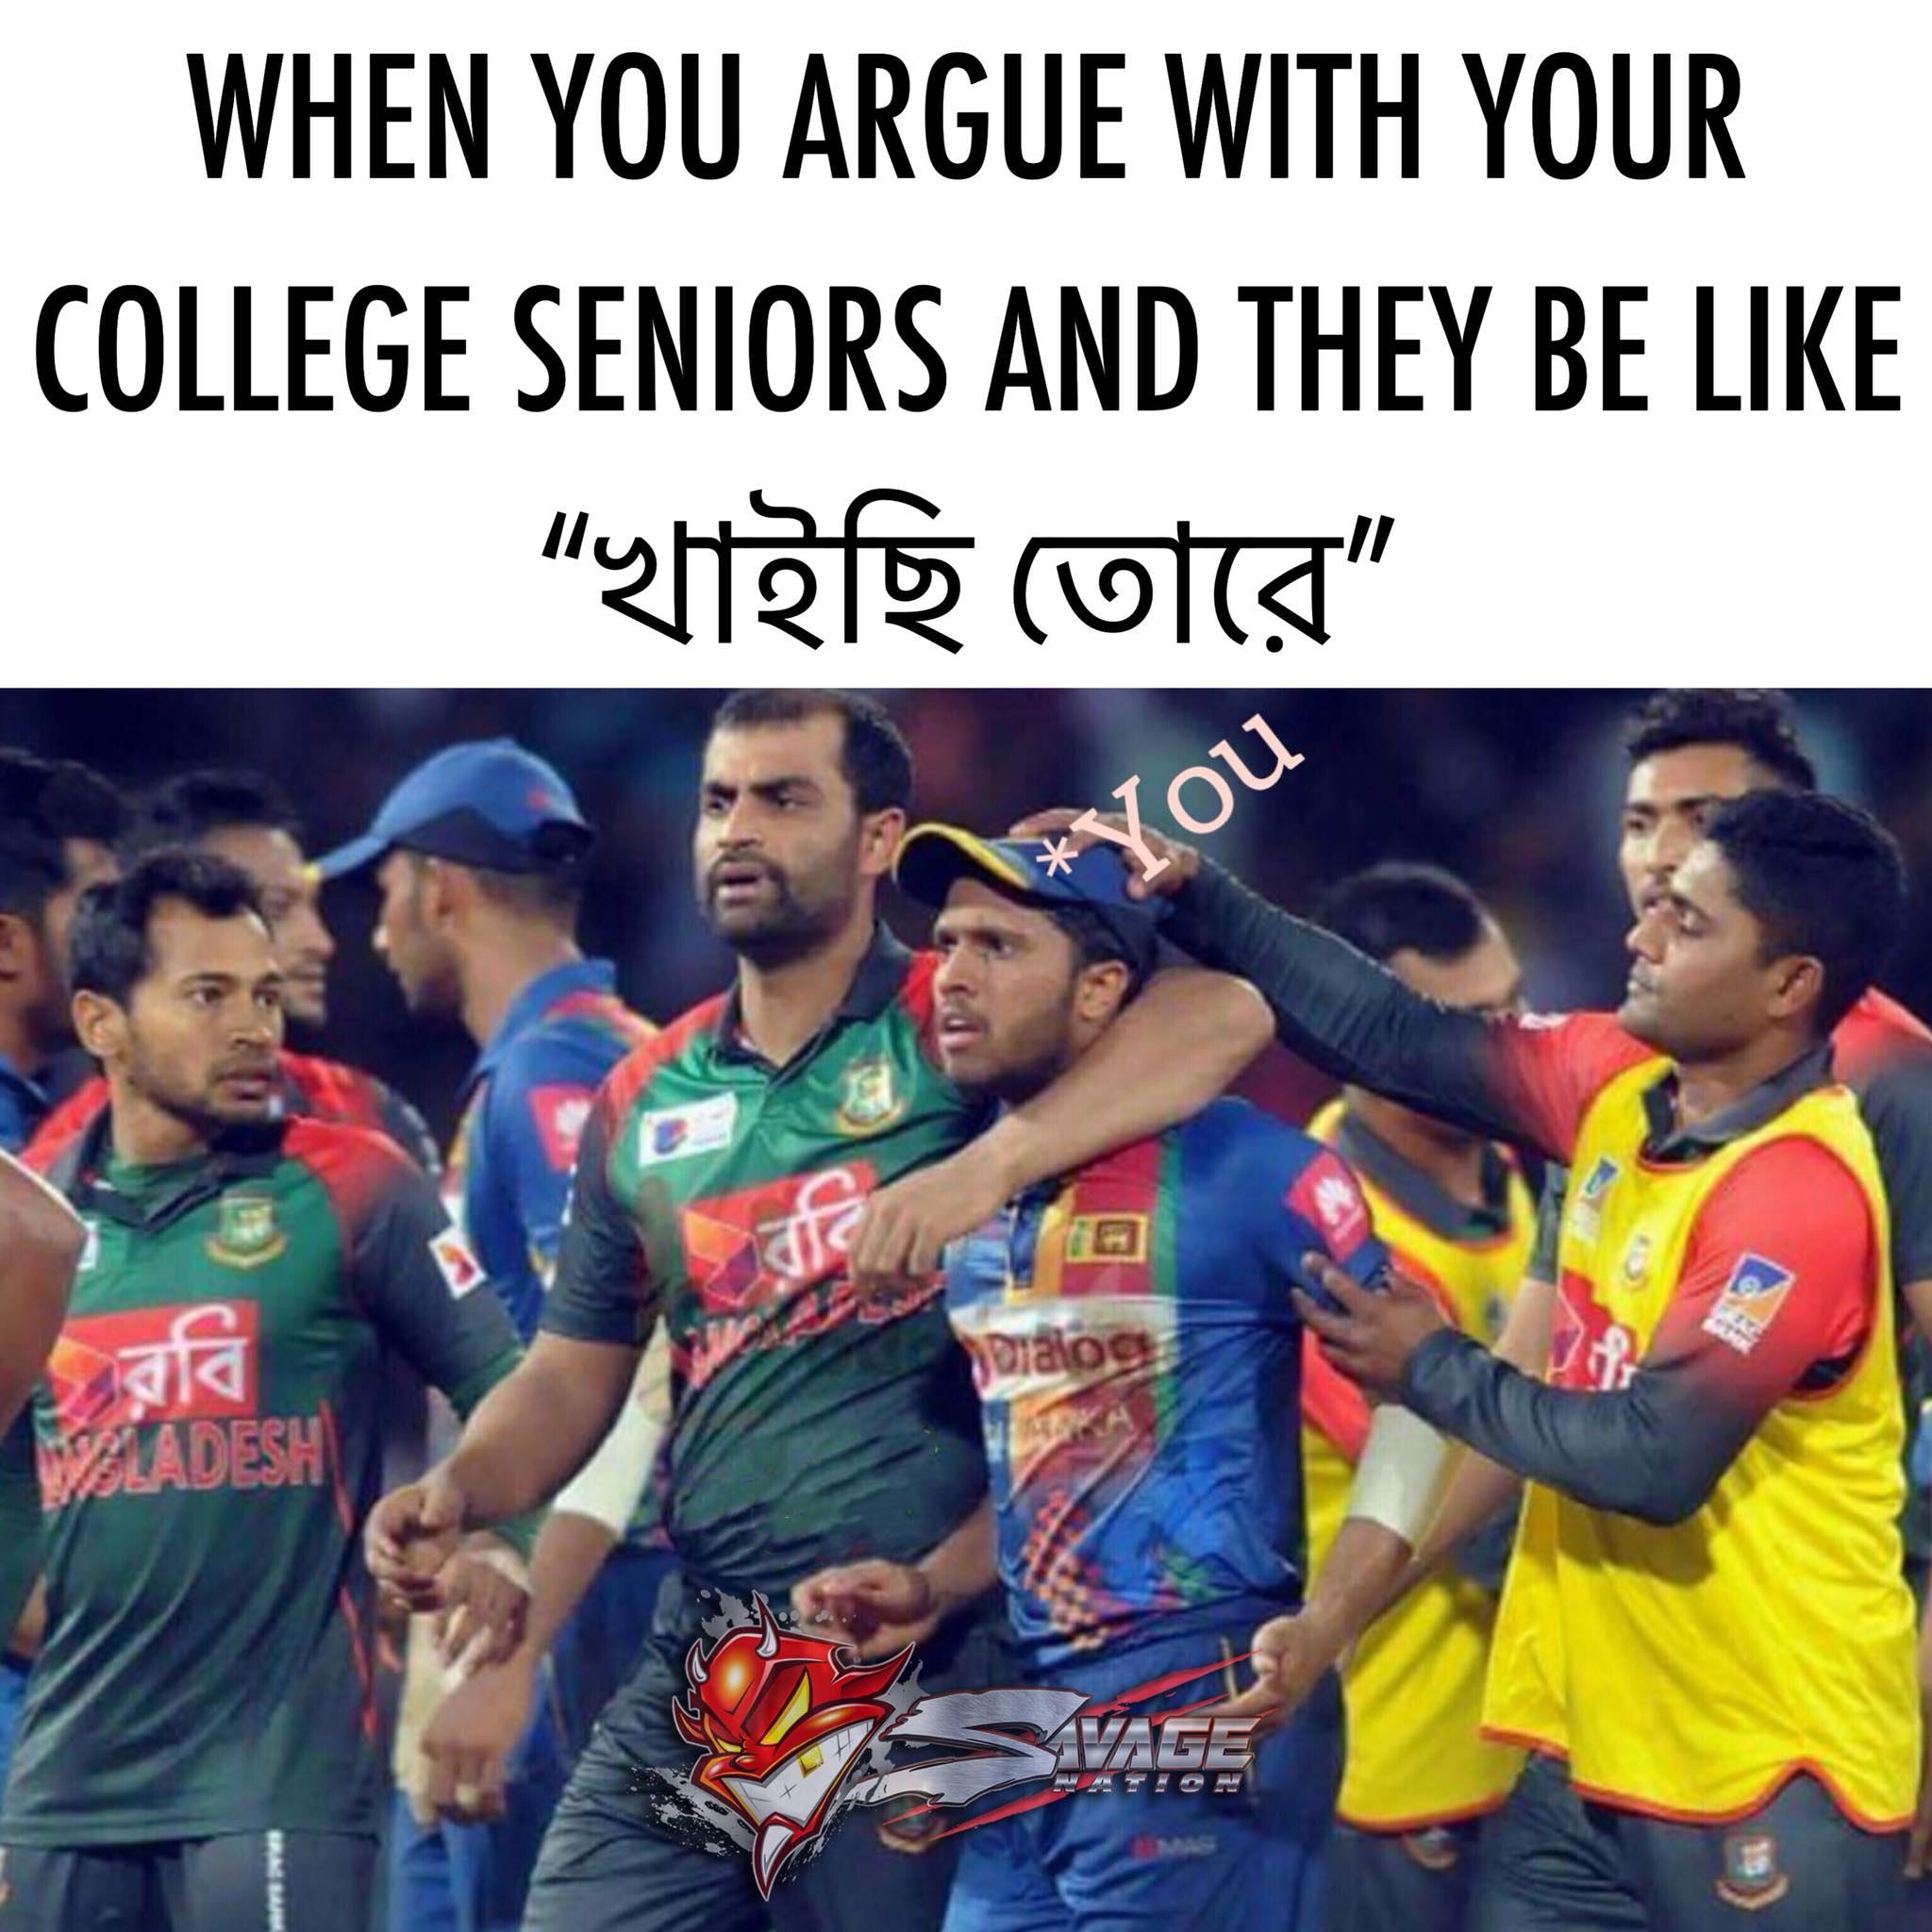 WHEN YOU ARGUE WITH YOUR
COLLEGE SENIORS AND THEY BE LIKE
“খাইছি তোরে”
*You
রবি
BANGLADESH
রবি
Dialog
SAVAGE
NATION
MAS